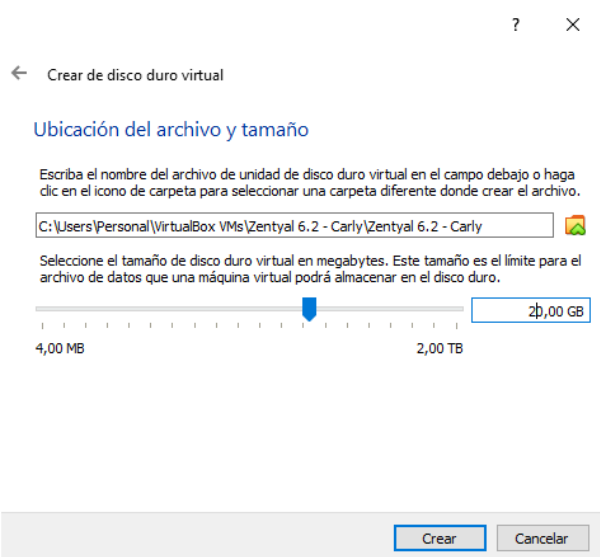 ?
Crear de disco duro virtual
Ubicación del archivo y tamaño
Escriba el nombre del archivo de unidad de disco duro virtual en el campo debajo o haga
clic en el icono de carpeta para seleccionar una carpeta diferente donde crear el archivo.
C:\Users\Personal\VirtualBox VMs\Zentyal 6.2 - Carly\Zentyal 6.2 - Carly
Seleccione el tamaño de disco duro virtual en megabytes. Este tamaño es el límite para el
archivo de datos que una máquina virtual podrá almacenar en el disco duro.
20,00 GB
4,00 MB 2,00 TB
Crear Cancelar